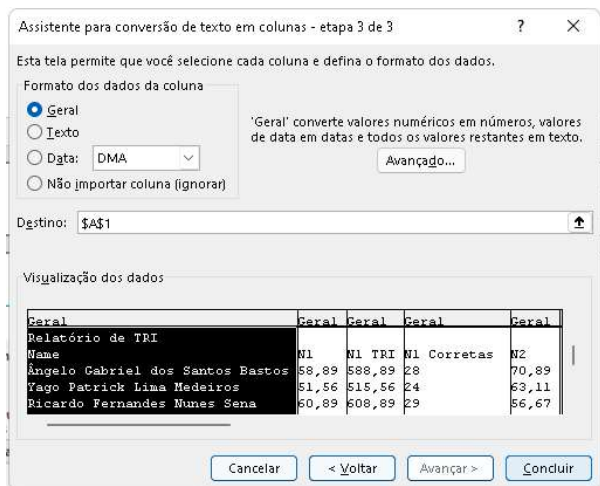 Assistente para conversão de texto em colunas - etapa 3 de 3 ? ×
Esta tela permite que você selecione cada coluna e defina o formato dos dados.
Formato dos dados da coluna
Geral
Texto
Data: DMA
Não importar coluna (ignorar)
'Geral' converte valores numéricos em números, valores
de data em datas e todos os valores restantes em texto.
Avançado...
Destino: $A$1
Visualização dos dados
Geral Geral Geral Geral Geral
Relatório de TRI
Name N1 N1 TRI N1 Corretas N2
Ângelo Gabriel dos Santos Bastos 58,89 588,89 28 70,89
Yago Patrick Lima Medeiros 51,56 515,56 24 63,11
Ricardo Fernandes Nunes Sena 60,89 608,89 29 56,67
Cancelar < Voltar Avançar > Concluir